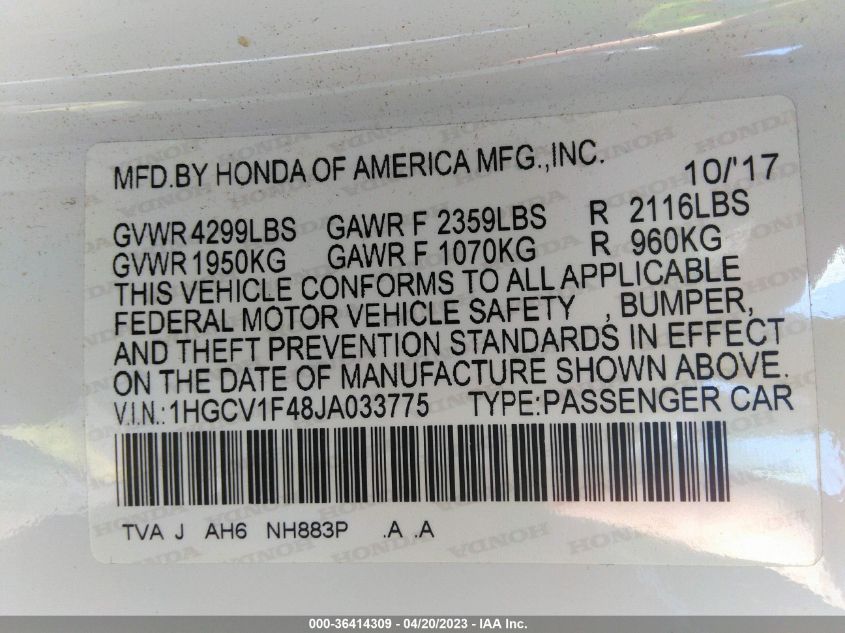 MFD.BY HONDA OF AMERICA MFG.,INC. 10/'17
GVWR 4299LBS GAWR F 2359LBS R 2116LBS
GVWR 1950KG GAWR F 1070KG R 960KG
THIS VEHICLE CONFORMS TO ALL APPLICABLE
FEDERAL MOTOR VEHICLE SAFETY , BUMPER,
AND THEFT PREVENTION STANDARDS IN EFFECT
ON THE DATE OF MANUFACTURE SHOWN ABOVE.
V.I.N.:1HGCV1F48JA033775 TYPE:PASSENGER CAR
TVA J AH6 NH883P .A .A
000-36414309 - 04/20/2023 - IAA Inc.